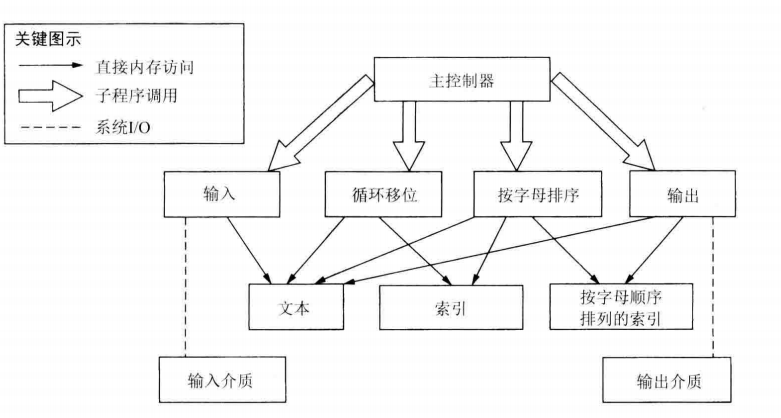 关键图示
直接内存访问
子程序调用
系统I/O
主控制器
输入
循环移位
按字母排序
输出
文本
索引
按字母顺序
排列的索引
输入介质
输出介质